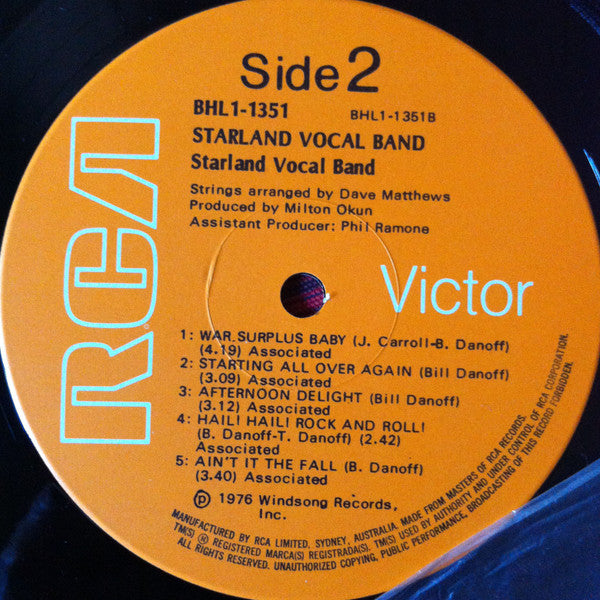 Side 2
BHL1-1351
BHL1-1351B
STARLAND VOCAL BAND
Starland Vocal Band
Strings arranged by Dave Matthews
Produced by Milton Okun
Assistant Producer: Phil Ramone
RCA
®
Victor
1: WAR SURPLUS BABY (J. Carroll-B. Danoff)
(4.19) Associated
2: STARTING ALL OVER AGAIN (Bill Danoff)
(3.09) Associated
3: AFTERNOON DELIGHT (Bill Danoff)
(3.12) Associated
4: HAIL! HAIL! ROCK AND ROLL!
(B. Danoff-T. Danoff) (2.42)
Associated
5: AIN'T IT THE FALL (B. Danoff)
(3.40) Associated
℗ 1976 Windsong Records,
Inc.
MANUFACTURED BY RCA LIMITED, SYDNEY, AUSTRALIA. MADE FROM MASTERS OF RCA RECORDS.
TM(S) ® REGISTERED MARCA(S) REGISTRADA(S). TM(S) USED BY AUTHORITY AND UNDER CONTROL OF RCA CORPORATION.
ALL RIGHTS RESERVED. UNAUTHORIZED COPYING, PUBLIC PERFORMANCE, BROADCASTING OF THIS RECORD FORBIDDEN.